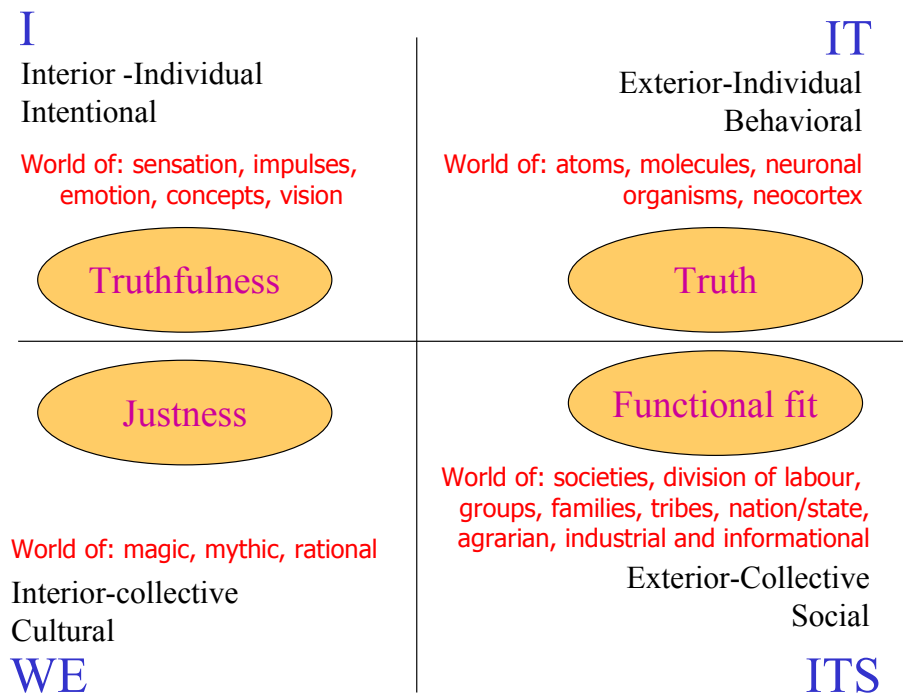 I
Interior -Individual
Intentional
World of: sensation, impulses,
emotion, concepts, vision
Truthfulness
IT
Exterior-Individual
Behavioral
World of: atoms, molecules, neuronal
organisms, neocortex
Truth
Justness
World of: magic, mythic, rational
Interior-collective
Cultural
WE
Functional fit
World of: societies, division of labour,
groups, families, tribes, nation/state,
agrarian, industrial and informational
Exterior-Collective
Social
ITS